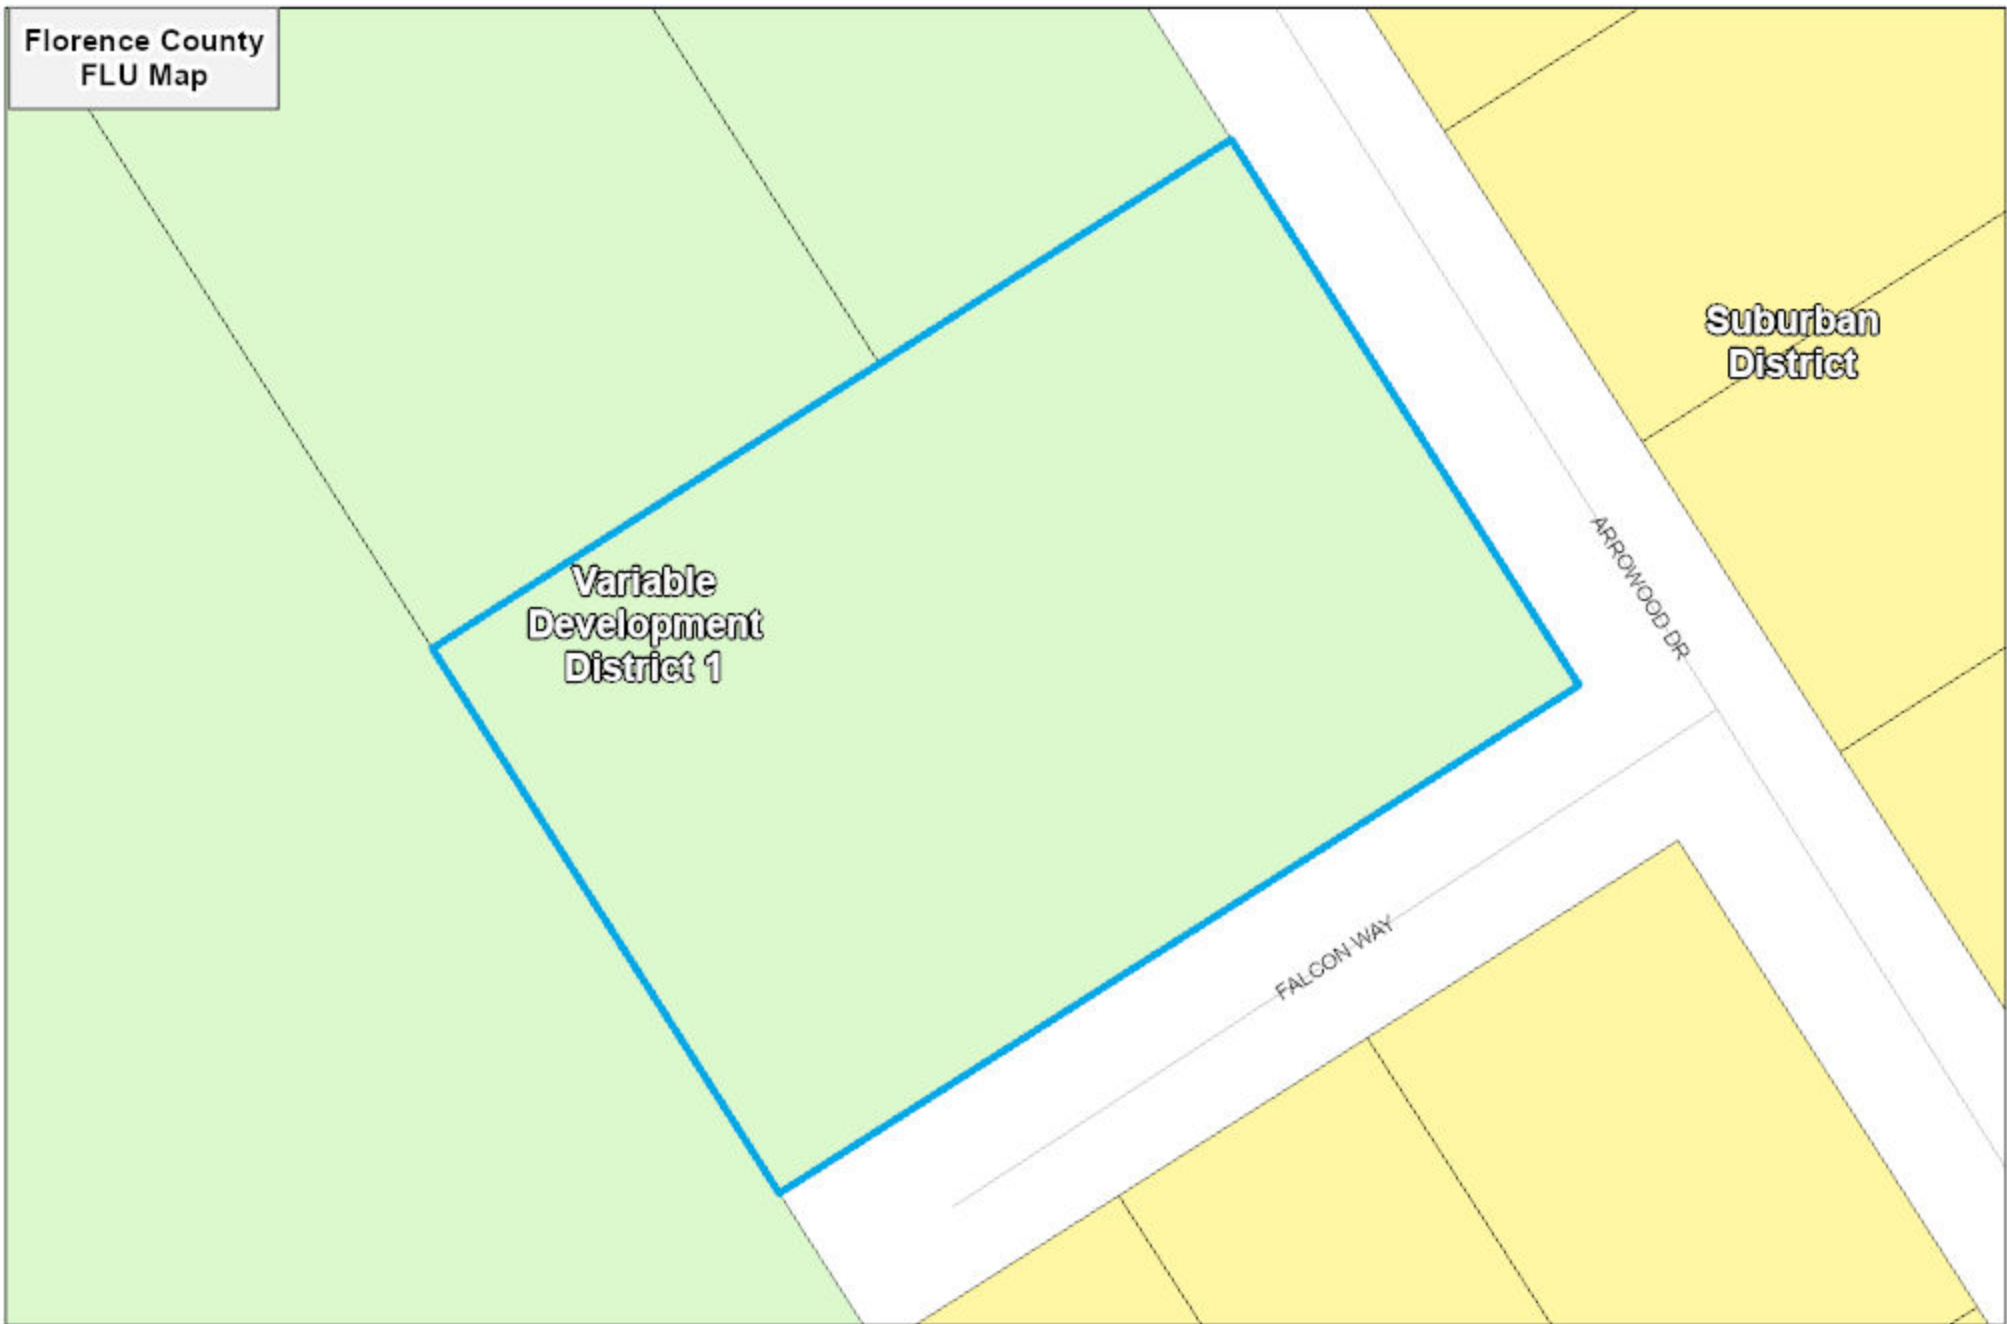 Florence County
FLU Map
Suburban
District
ARROWOOD DR
Variable
Development
District 1
FALCON WAY